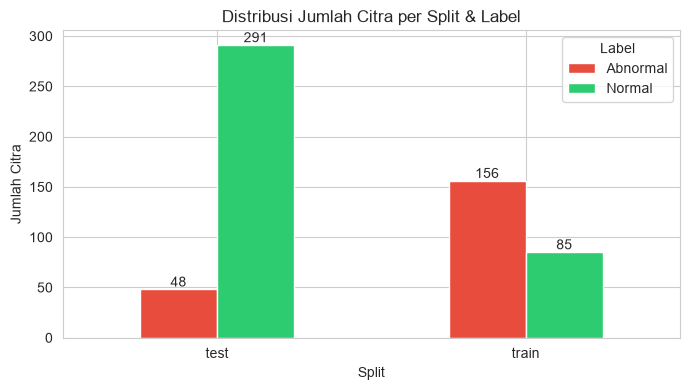 Distribusi Jumlah Citra per Split & Label
Jumlah Citra
300
250
200
150
100
50
0
291
48
156
85
Label
Abnormal
Normal
test
train
Split